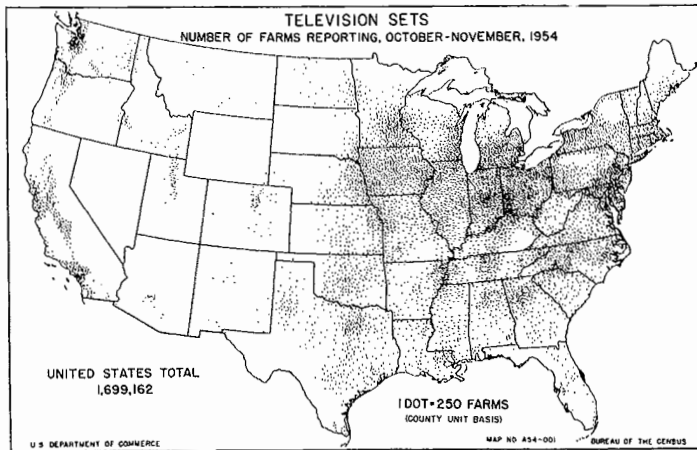 TELEVISION SETS
NUMBER OF FARMS REPORTING, OCTOBER-NOVEMBER, 1954
UNITED STATES TOTAL
1,699,162
1 DOT=250 FARMS
(COUNTY UNIT BASIS)
U S DEPARTMENT OF COMMERCE
MAP NO A54-001
BUREAU OF THE CENSUS